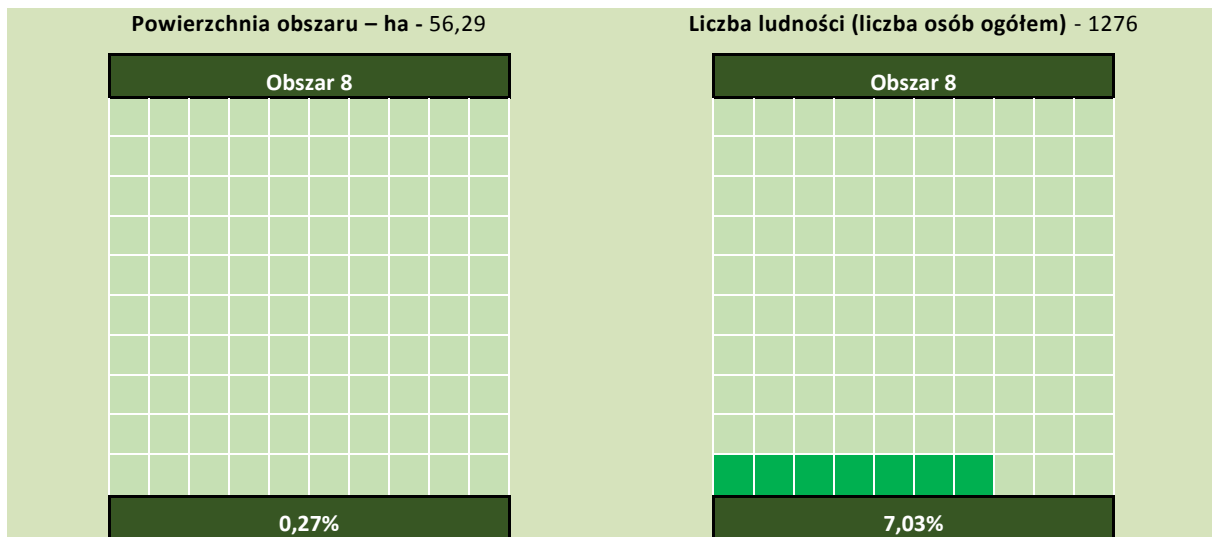 Powierzchnia obszaru – ha - 56,29
Obszar 8
0,27%
Liczba ludności (liczba osób ogółem) - 1276
Obszar 8
7,03%